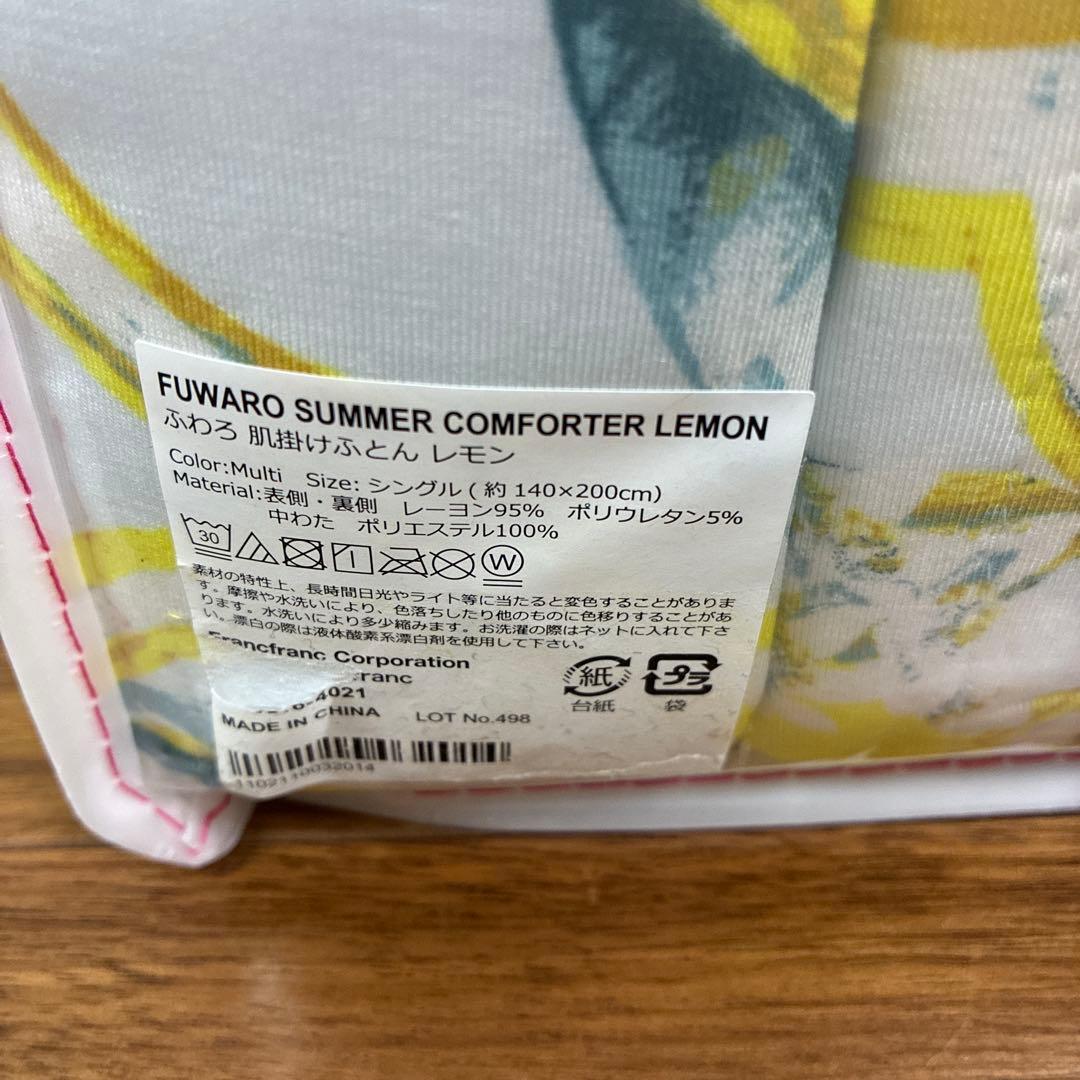 FUWARO SUMMER COMFORTER LEMON
ふわろ 肌掛けふとん レモン
Color:Multi Size: シングル ( 約 140×200cm)
Material:表側・裏側 レーヨン95% ポリウレタン5%
中わた ポリエステル100%
30 W
素材の特性上、長時間日光やライト等に当たると変色することがありま
す。摩擦や水洗いにより、色落ちしたり他のものに色移りすることがあ
ります。水洗いにより多少縮みます。お洗濯の際はネットに入れて下さ
い。漂白の際は液体酸素系漂白剤を使用して下さい。
Francfranc Corporation
franc
4021
MADE IN CHINA LOT No.498
紙 プラ
台紙 袋
1102110032014